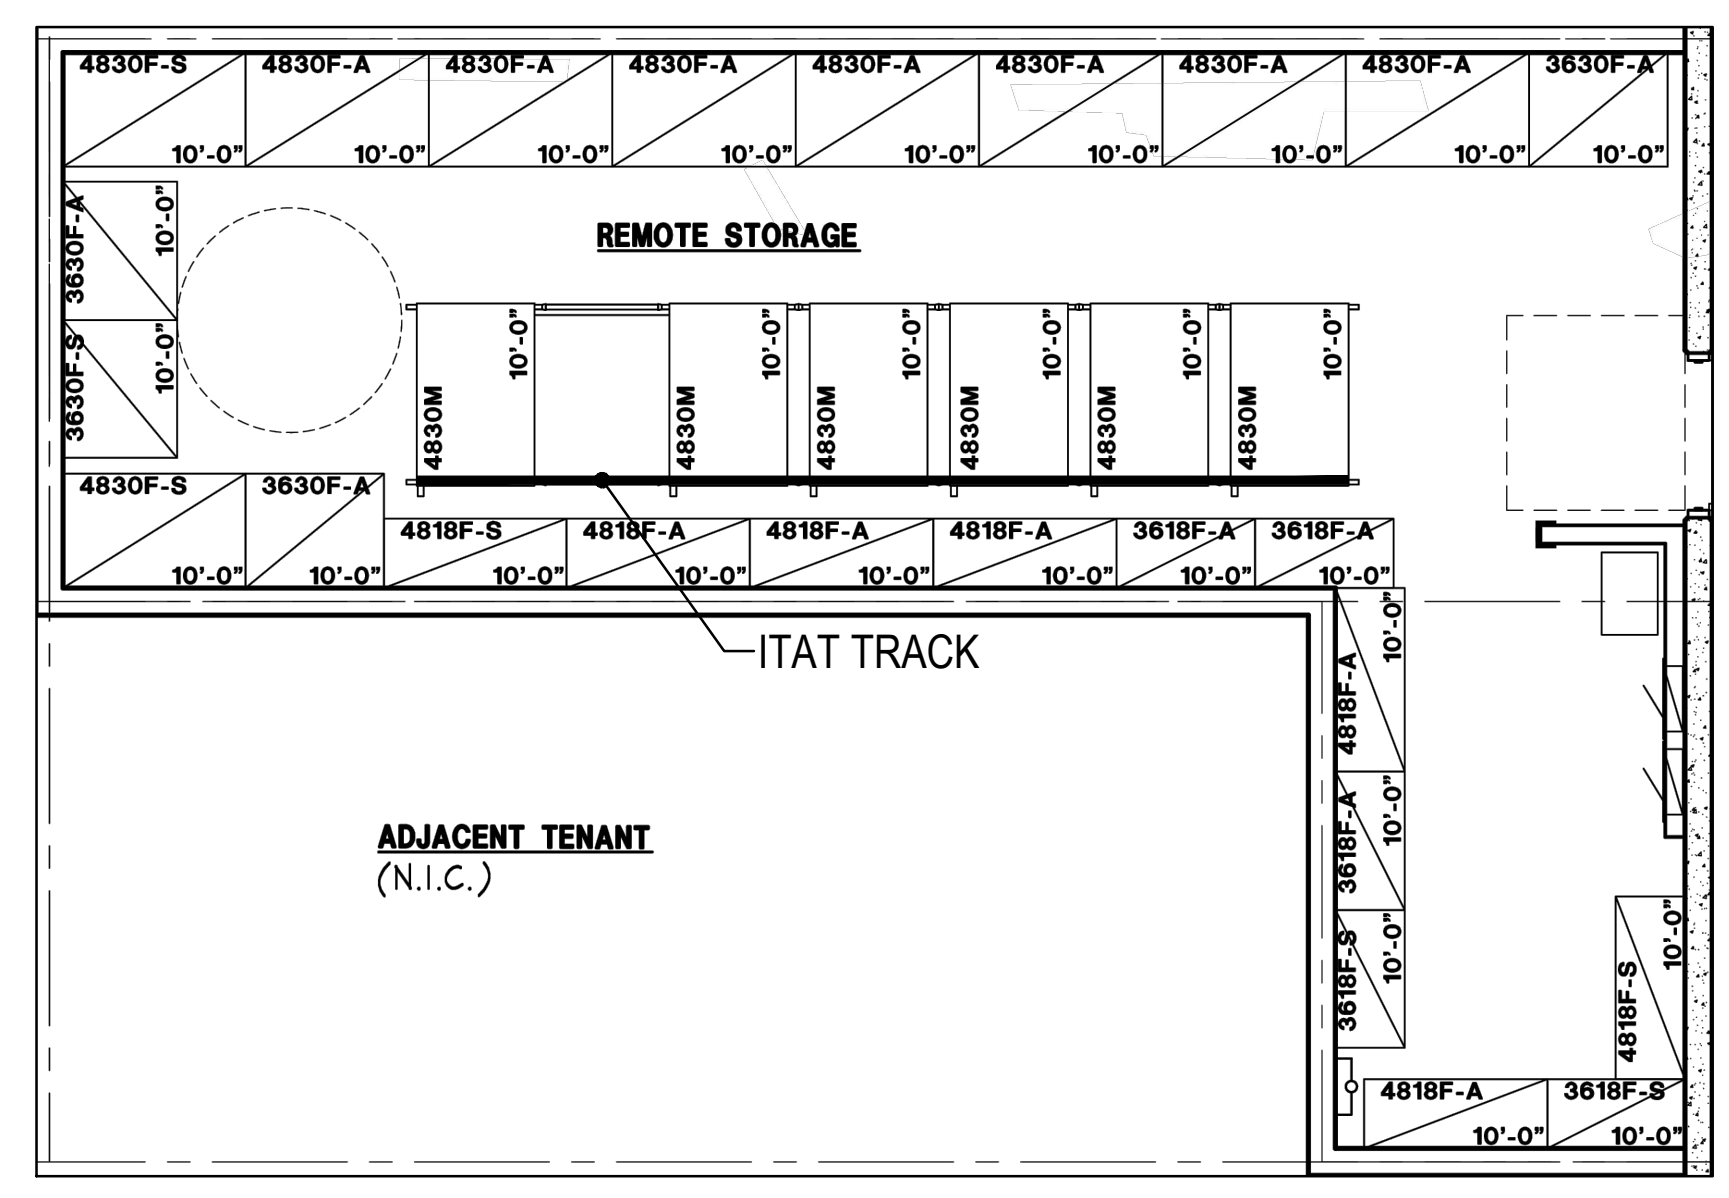 4830F-S 4830F-A 4830F-A 4830F-A 4830F-A 4830F-A 4830F-A 4830F-A 3630F-A
10'-0" 10'-0" 10'-0" 10'-0" 10'-0" 10'-0" 10'-0" 10'-0" 10'-0"
3630F-A
10'-0"
3630F-S
10'-0"
REMOTE STORAGE
4830M
10'-0"
4830M
10'-0"
4830M
10'-0"
4830M
10'-0"
4830M
10'-0"
4830M
10'-0"
4830F-S 3630F-A
10'-0" 10'-0"
4818F-S 4818F-A 4818F-A 4818F-A 3618F-A 3618F-A
10'-0" 10'-0" 10'-0" 10'-0" 10'-0" 10'-0"
ITAT TRACK
4818F-A
10'-0"
3618F-A
10'-0"
3618F-S
10'-0"
ADJACENT TENANT
(N.I.C.)
4818F-S
10'-0"
4818F-A 3618F-S
10'-0" 10'-0"